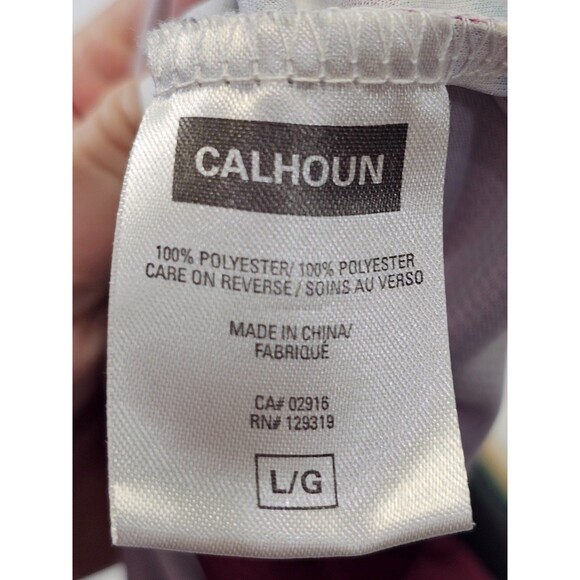 CALHOUN
100% POLYESTER/ 100% POLYESTER
CARE ON REVERSE/ SOINS AU VERSO
MADE IN CHINA/
FABRIQUÉ
CA# 02916
RN# 129319
L/G